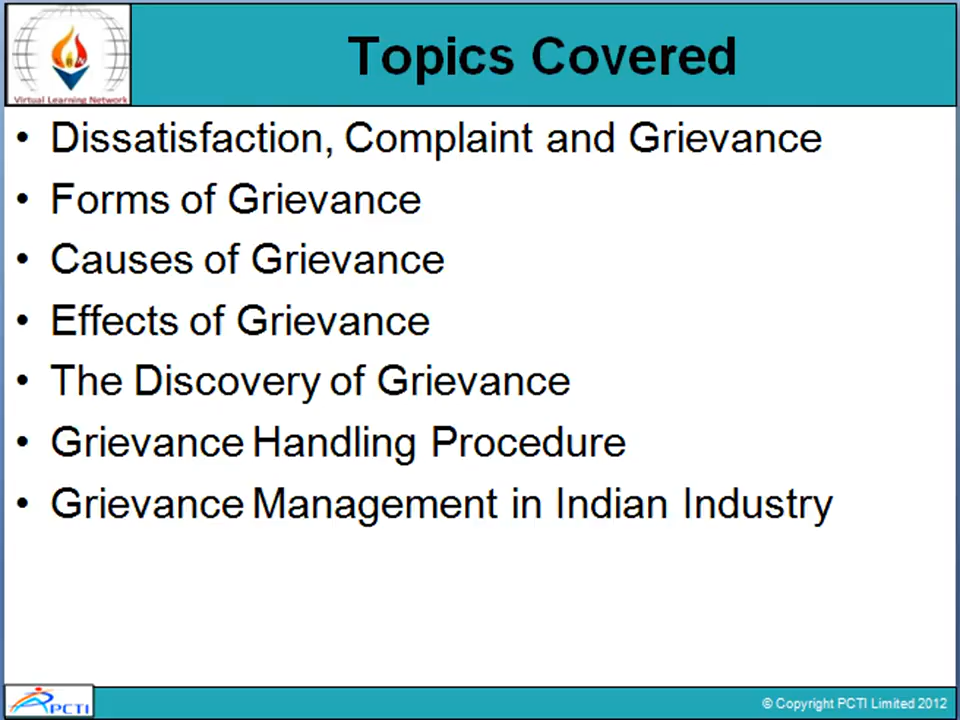 Topics Covered
Virtual Learning Network
• Dissatisfaction, Complaint and Grievance
• Forms of Grievance
• Causes of Grievance
• Effects of Grievance
• The Discovery of Grievance
• Grievance Handling Procedure
• Grievance Management in Indian Industry
PCTI
© Copyright PCTI Limited 2012